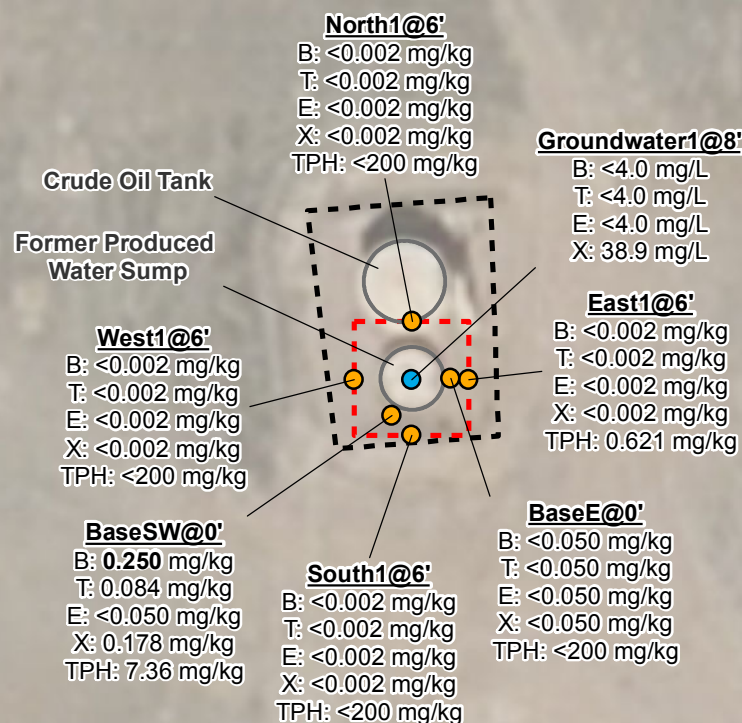 North1@6'
B: <0.002 mg/kg
T: <0.002 mg/kg
E: <0.002 mg/kg
X: <0.002 mg/kg
TPH: <200 mg/kg
Groundwater1@8'
B: <4.0 mg/L
T: <4.0 mg/L
E: <4.0 mg/L
X: 38.9 mg/L
Crude Oil Tank
Former Produced
Water Sump
East1@6'
B: <0.002 mg/kg
T: <0.002 mg/kg
E: <0.002 mg/kg
X: <0.002 mg/kg
TPH: 0.621 mg/kg
West1@6'
B: <0.002 mg/kg
T: <0.002 mg/kg
E: <0.002 mg/kg
X: <0.002 mg/kg
TPH: <200 mg/kg
BaseSW@0'
B: 0.250 mg/kg
T: 0.084 mg/kg
E: <0.050 mg/kg
X: 0.178 mg/kg
TPH: 7.36 mg/kg
South1@6'
B: <0.002 mg/kg
T: <0.002 mg/kg
E: <0.002 mg/kg
X: <0.002 mg/kg
TPH: <200 mg/kg
BaseE@0'
B: <0.050 mg/kg
T: <0.050 mg/kg
E: <0.050 mg/kg
X: <0.050 mg/kg
TPH: <200 mg/kg